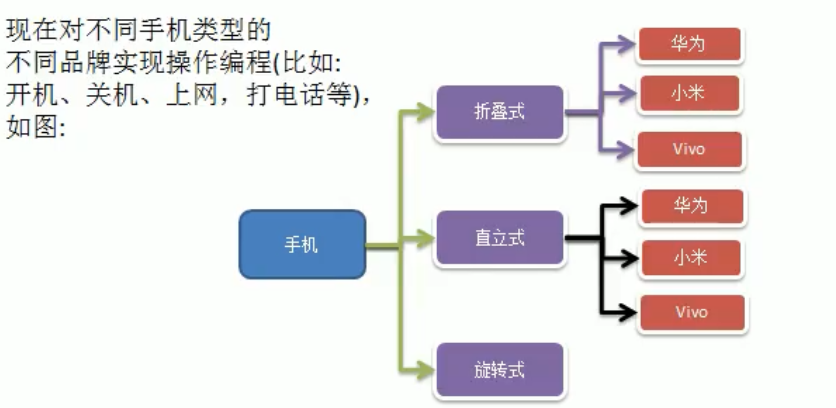 现在对不同手机类型的
不同品牌实现操作编程(比如:
开机、关机、上网，打电话等)，
如图:
手机
折叠式
华为
小米
Vivo
直立式
华为
小米
Vivo
旋转式